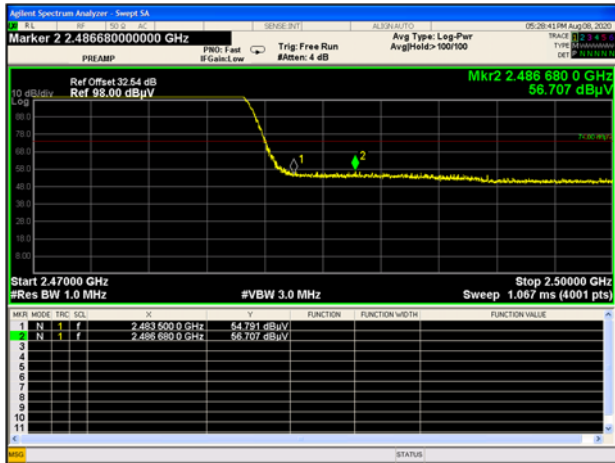 Agilent Spectrum Analyzer - Swept SA
RL RF 50 Ω AC SENSE:INT ALIGN AUTO 05:28:41 PM Aug 08, 2020
Marker 2 2.486680000000 GHz Avg Type: Log-Pwr TRACE 1 2 3 4 5 6
PNO: Fast Trig: Free Run Avg|Hold:>100/100 TYPE M
PREAMP IFGain:Low #Atten: 4 dB DET P N N N N N
Mkr2 2.486 680 0 GHz
Ref Offset 32.54 dB
10 dB/div Ref 98.00 dBµV 56.707 dBµV
Log
88.0
78.0
68.0
58.0
1 2
48.0
38.0
28.0
18.0
8.00
Start 2.47000 GHz Stop 2.50000 GHz
#Res BW 1.0 MHz #VBW 3.0 MHz Sweep 1.067 ms (4001 pts)
MKR MODE TRC SCL X Y FUNCTION FUNCTION WIDTH FUNCTION VALUE
1 N 1 f 2.483 500 0 GHz 54.791 dBµV
2 N 1 f 2.486 680 0 GHz 56.707 dBµV
3
4
5
6
7
8
9
10
11
MSG STATUS